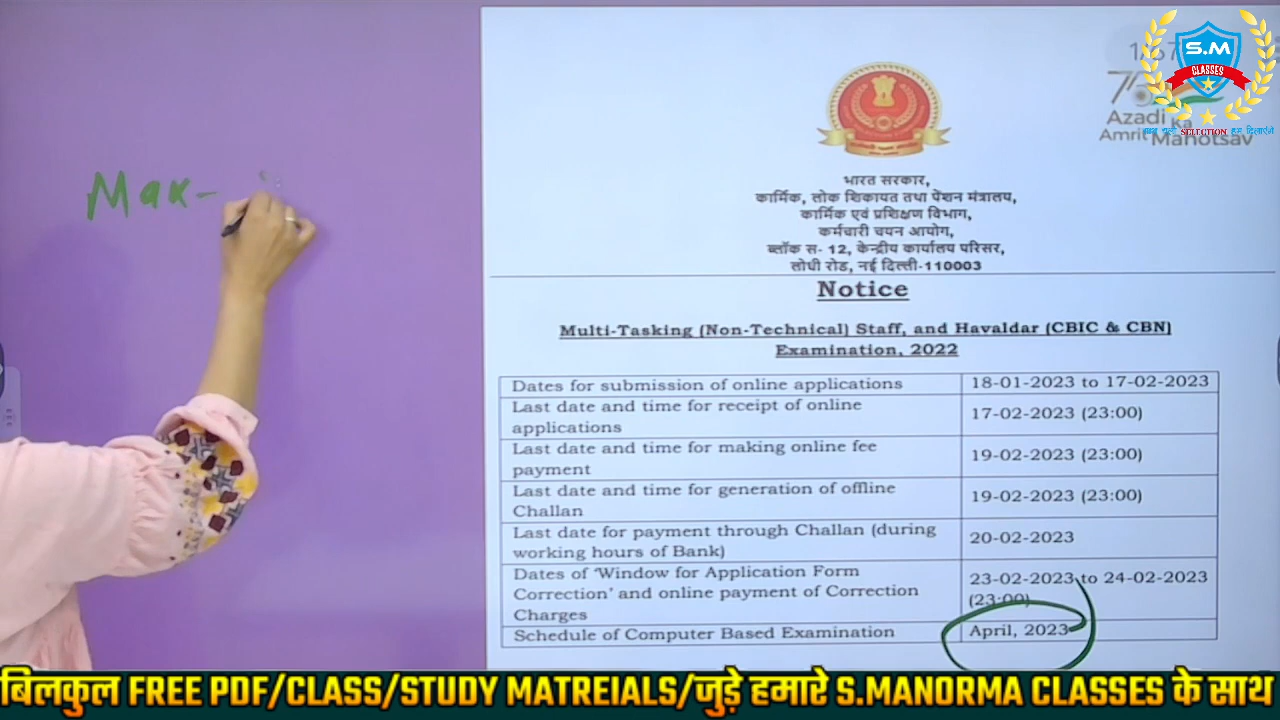 S.M
CLASSES
SELECTION
Azadi Ka
Amrit Mahotsav
Max-
भारत सरकार,
कार्मिक, लोक शिकायत तथा पेंशन मंत्रालय,
कार्मिक एवं प्रशिक्षण विभाग,
कर्मचारी चयन आयोग,
ब्लॉक स- 12, केन्द्रीय कार्यालय परिसर,
लोधी रोड, नई दिल्ली-110003
Notice
Multi-Tasking (Non-Technical) Staff, and Havaldar (CBIC & CBN)
Examination, 2022
Dates for submission of online applications 18-01-2023 to 17-02-2023
Last date and time for receipt of online
applications 17-02-2023 (23:00)
Last date and time for making online fee
payment 19-02-2023 (23:00)
Last date and time for generation of offline
Challan 19-02-2023 (23:00)
Last date for payment through Challan (during
working hours of Bank) 20-02-2023
Dates of ‘Window for Application Form
Correction’ and online payment of Correction
Charges 23-02-2023 to 24-02-2023
(23:00)
Schedule of Computer Based Examination April, 2023
बिलकुल FREE PDF/CLASS/STUDY MATREIALS/जुड़े हमारे S.MANORMA CLASSES के साथ